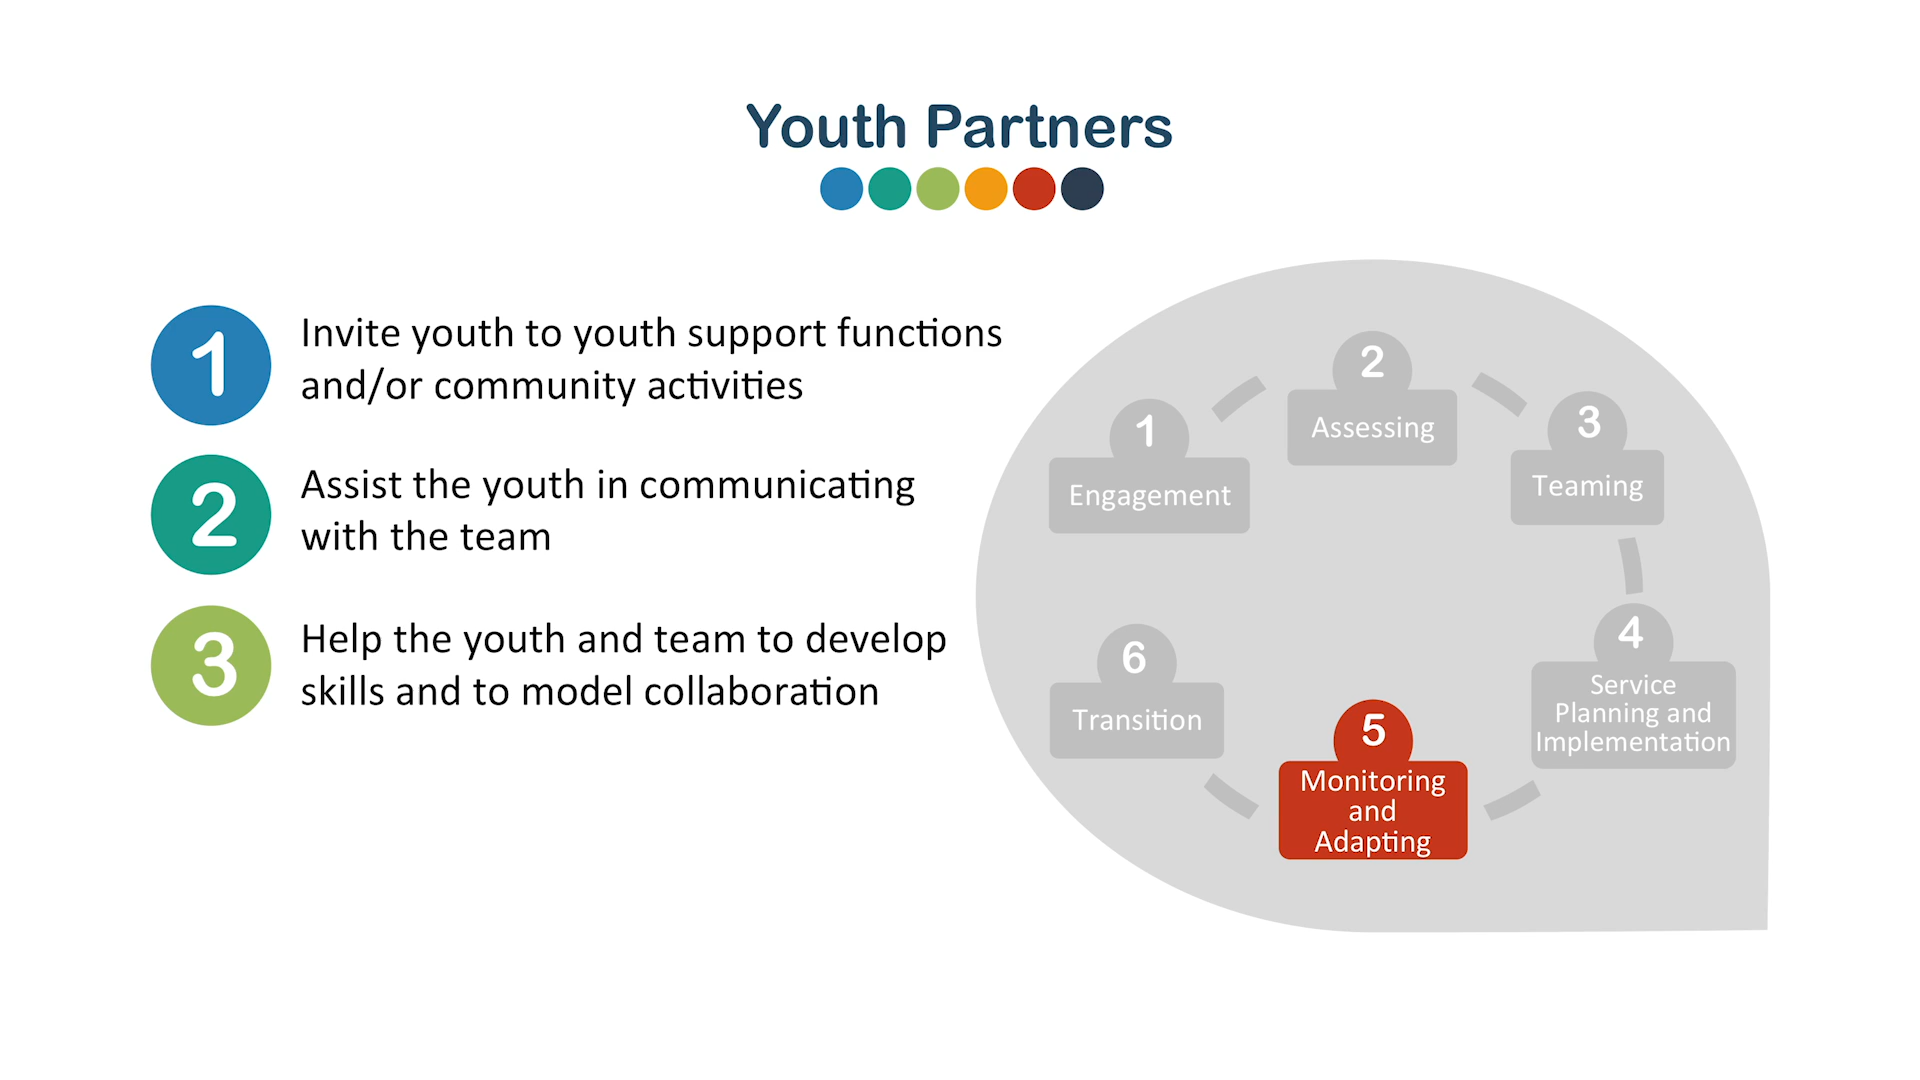 Youth Partners
1
Invite youth to youth support functions
and/or community activities
2
Assist the youth in communicating
with the team
3
Help the youth and team to develop
skills and to model collaboration
1
Engagement
2
Assessing
3
Teaming
4
Service
Planning and
Implementation
5
Monitoring
and
Adapting
6
Transition